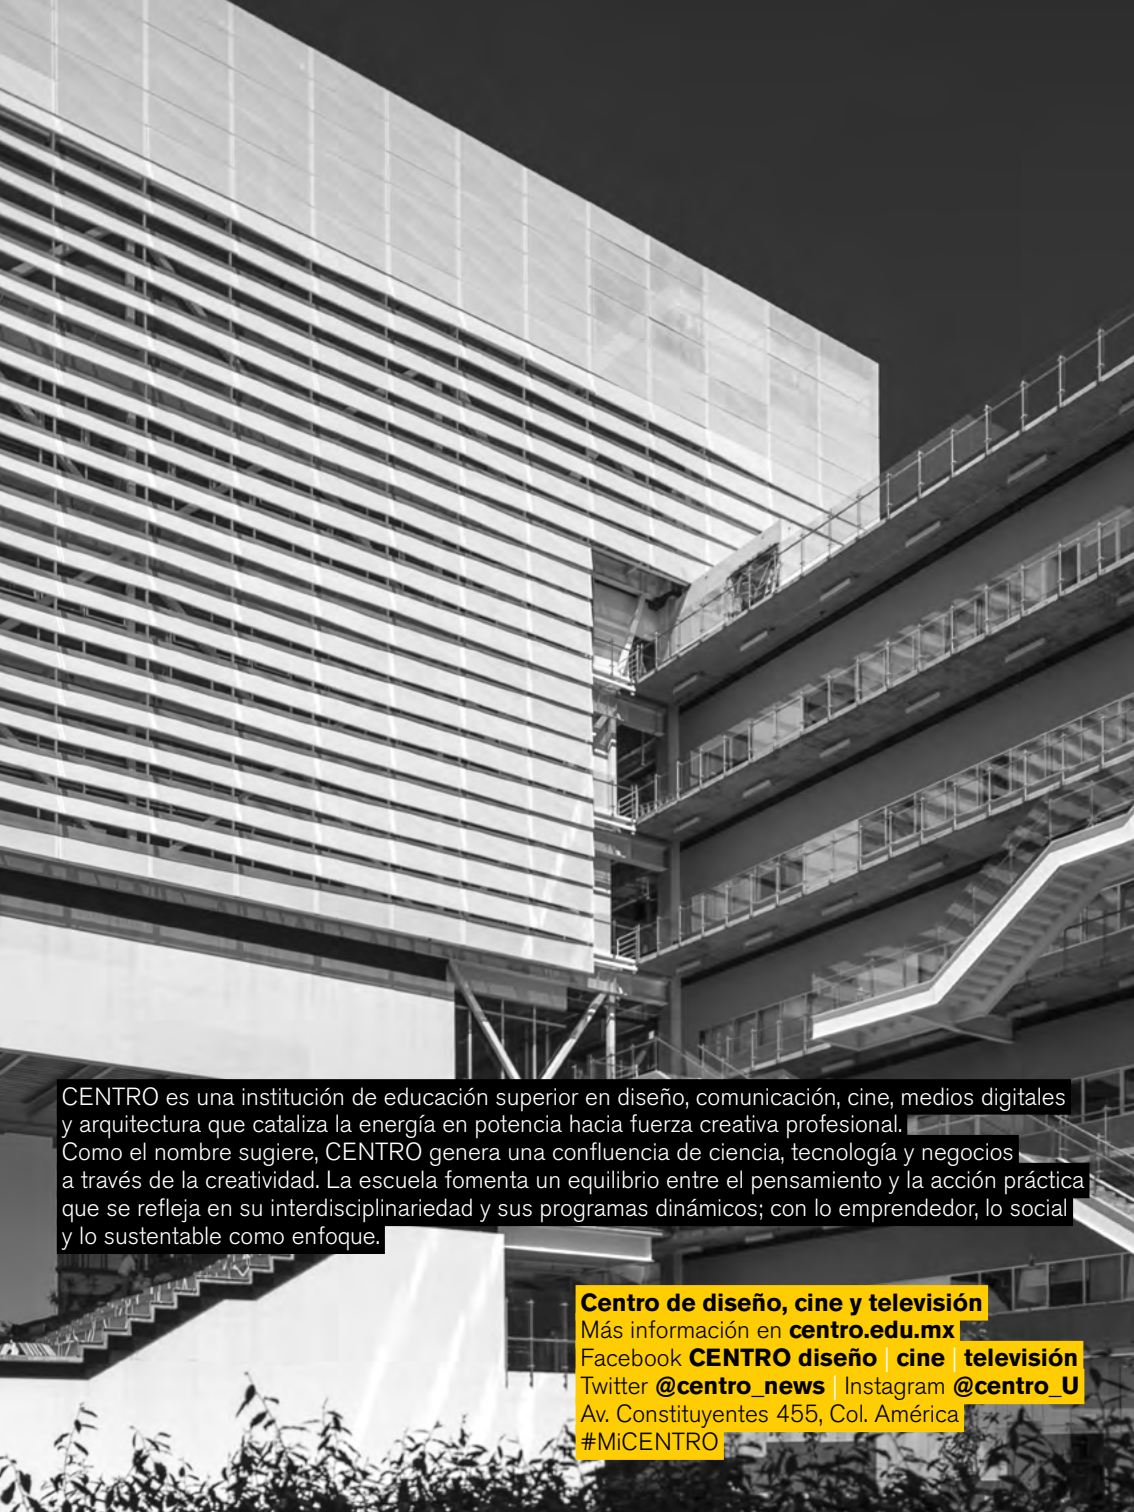 CENTRO es una institución de educación superior en diseño, comunicación, cine, medios digitales
y arquitectura que cataliza la energía en potencia hacia fuerza creativa profesional.
Como el nombre sugiere, CENTRO genera una confluencia de ciencia, tecnología y negocios
a través de la creatividad. La escuela fomenta un equilibrio entre el pensamiento y la acción práctica
que se refleja en su interdisciplinariedad y sus programas dinámicos; con lo emprendedor, lo social
y lo sustentable como enfoque.
Centro de diseño, cine y televisión
Más información en centro.edu.mx
Facebook CENTRO diseño | cine | televisión
Twitter @centro_news | Instagram @centro_U
Av. Constituyentes 455, Col. América
#MiCENTRO